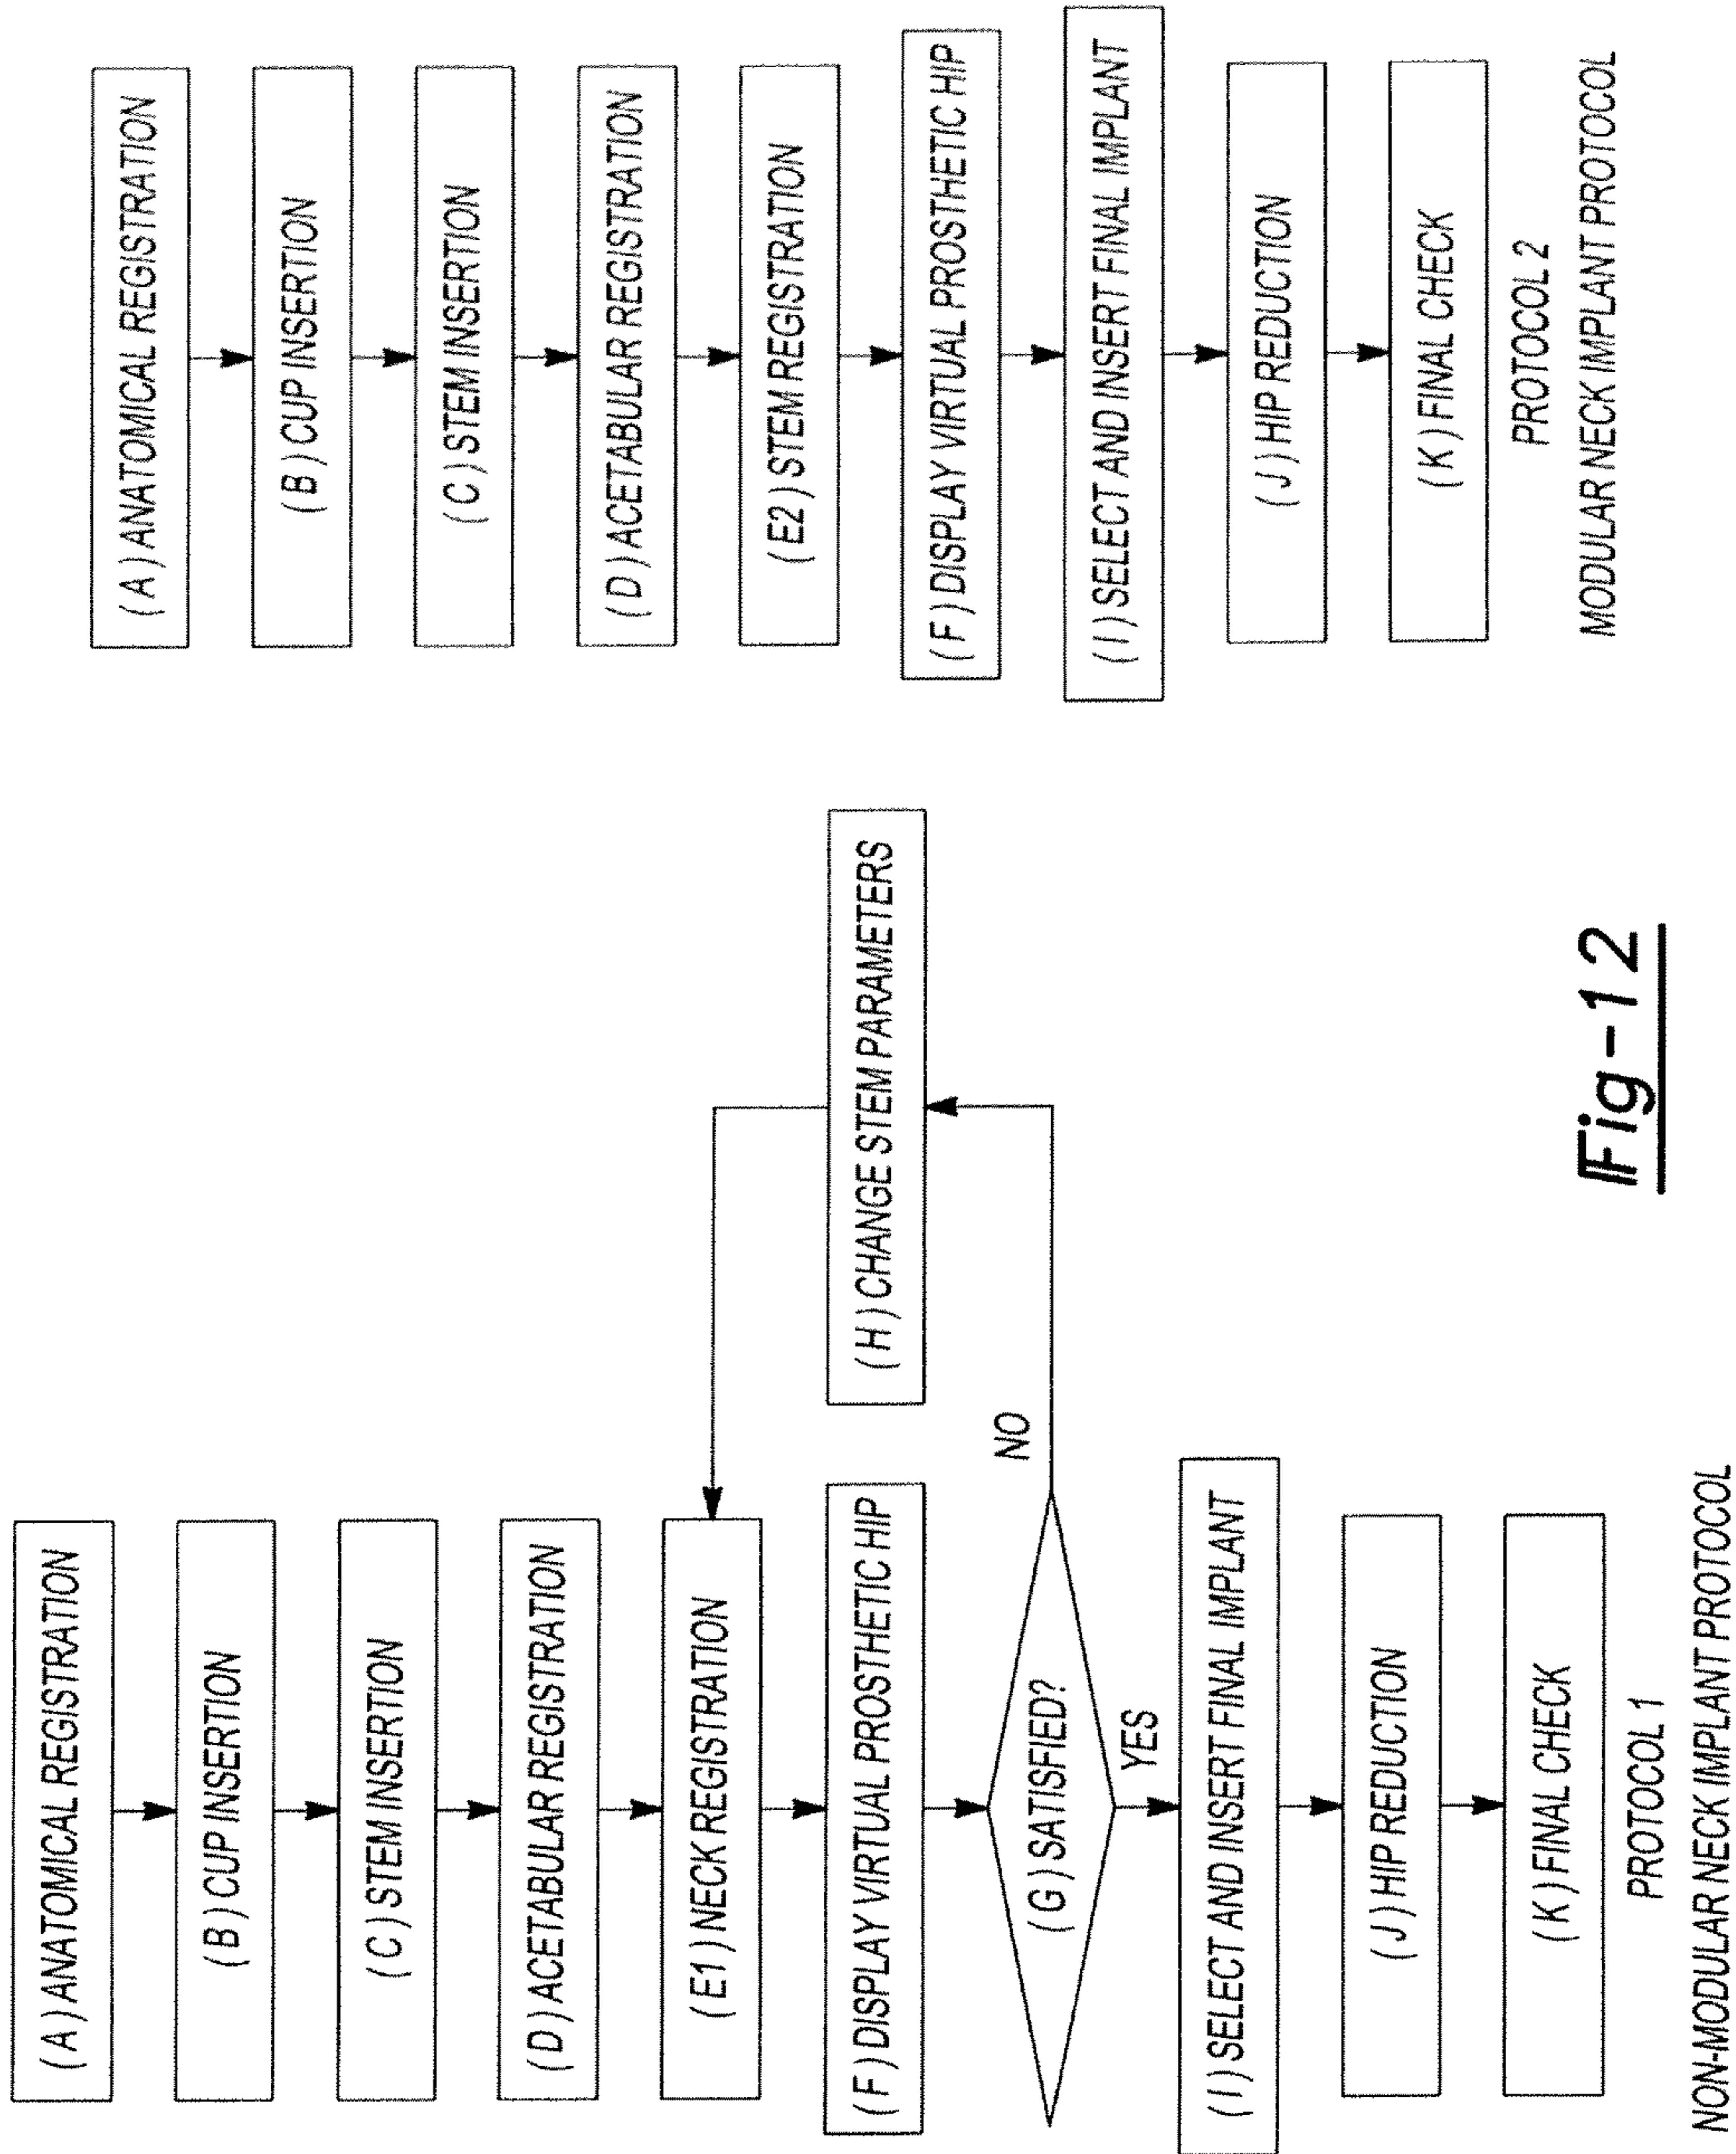 ( A ) ANATOMICAL REGISTRATION
( B ) CUP INSERTION
( C ) STEM INSERTION
( D ) ACETABULAR REGISTRATION
( E1 ) NECK REGISTRATION
( F ) DISPLAY VIRTUAL PROSTHETIC HIP
( G ) SATISFIED?
NO
( H ) CHANGE STEM PARAMETERS
YES
( I ) SELECT AND INSERT FINAL IMPLANT
( J ) HIP REDUCTION
( K ) FINAL CHECK
PROTOCOL 1
NON-MODULAR NECK IMPLANT PROTOCOL
( A ) ANATOMICAL REGISTRATION
( B ) CUP INSERTION
( C ) STEM INSERTION
( D ) ACETABULAR REGISTRATION
( E2 ) STEM REGISTRATION
( F ) DISPLAY VIRTUAL PROSTHETIC HIP
( I ) SELECT AND INSERT FINAL IMPLANT
( J ) HIP REDUCTION
( K ) FINAL CHECK
PROTOCOL 2
MODULAR NECK IMPLANT PROTOCOL
Fig-12